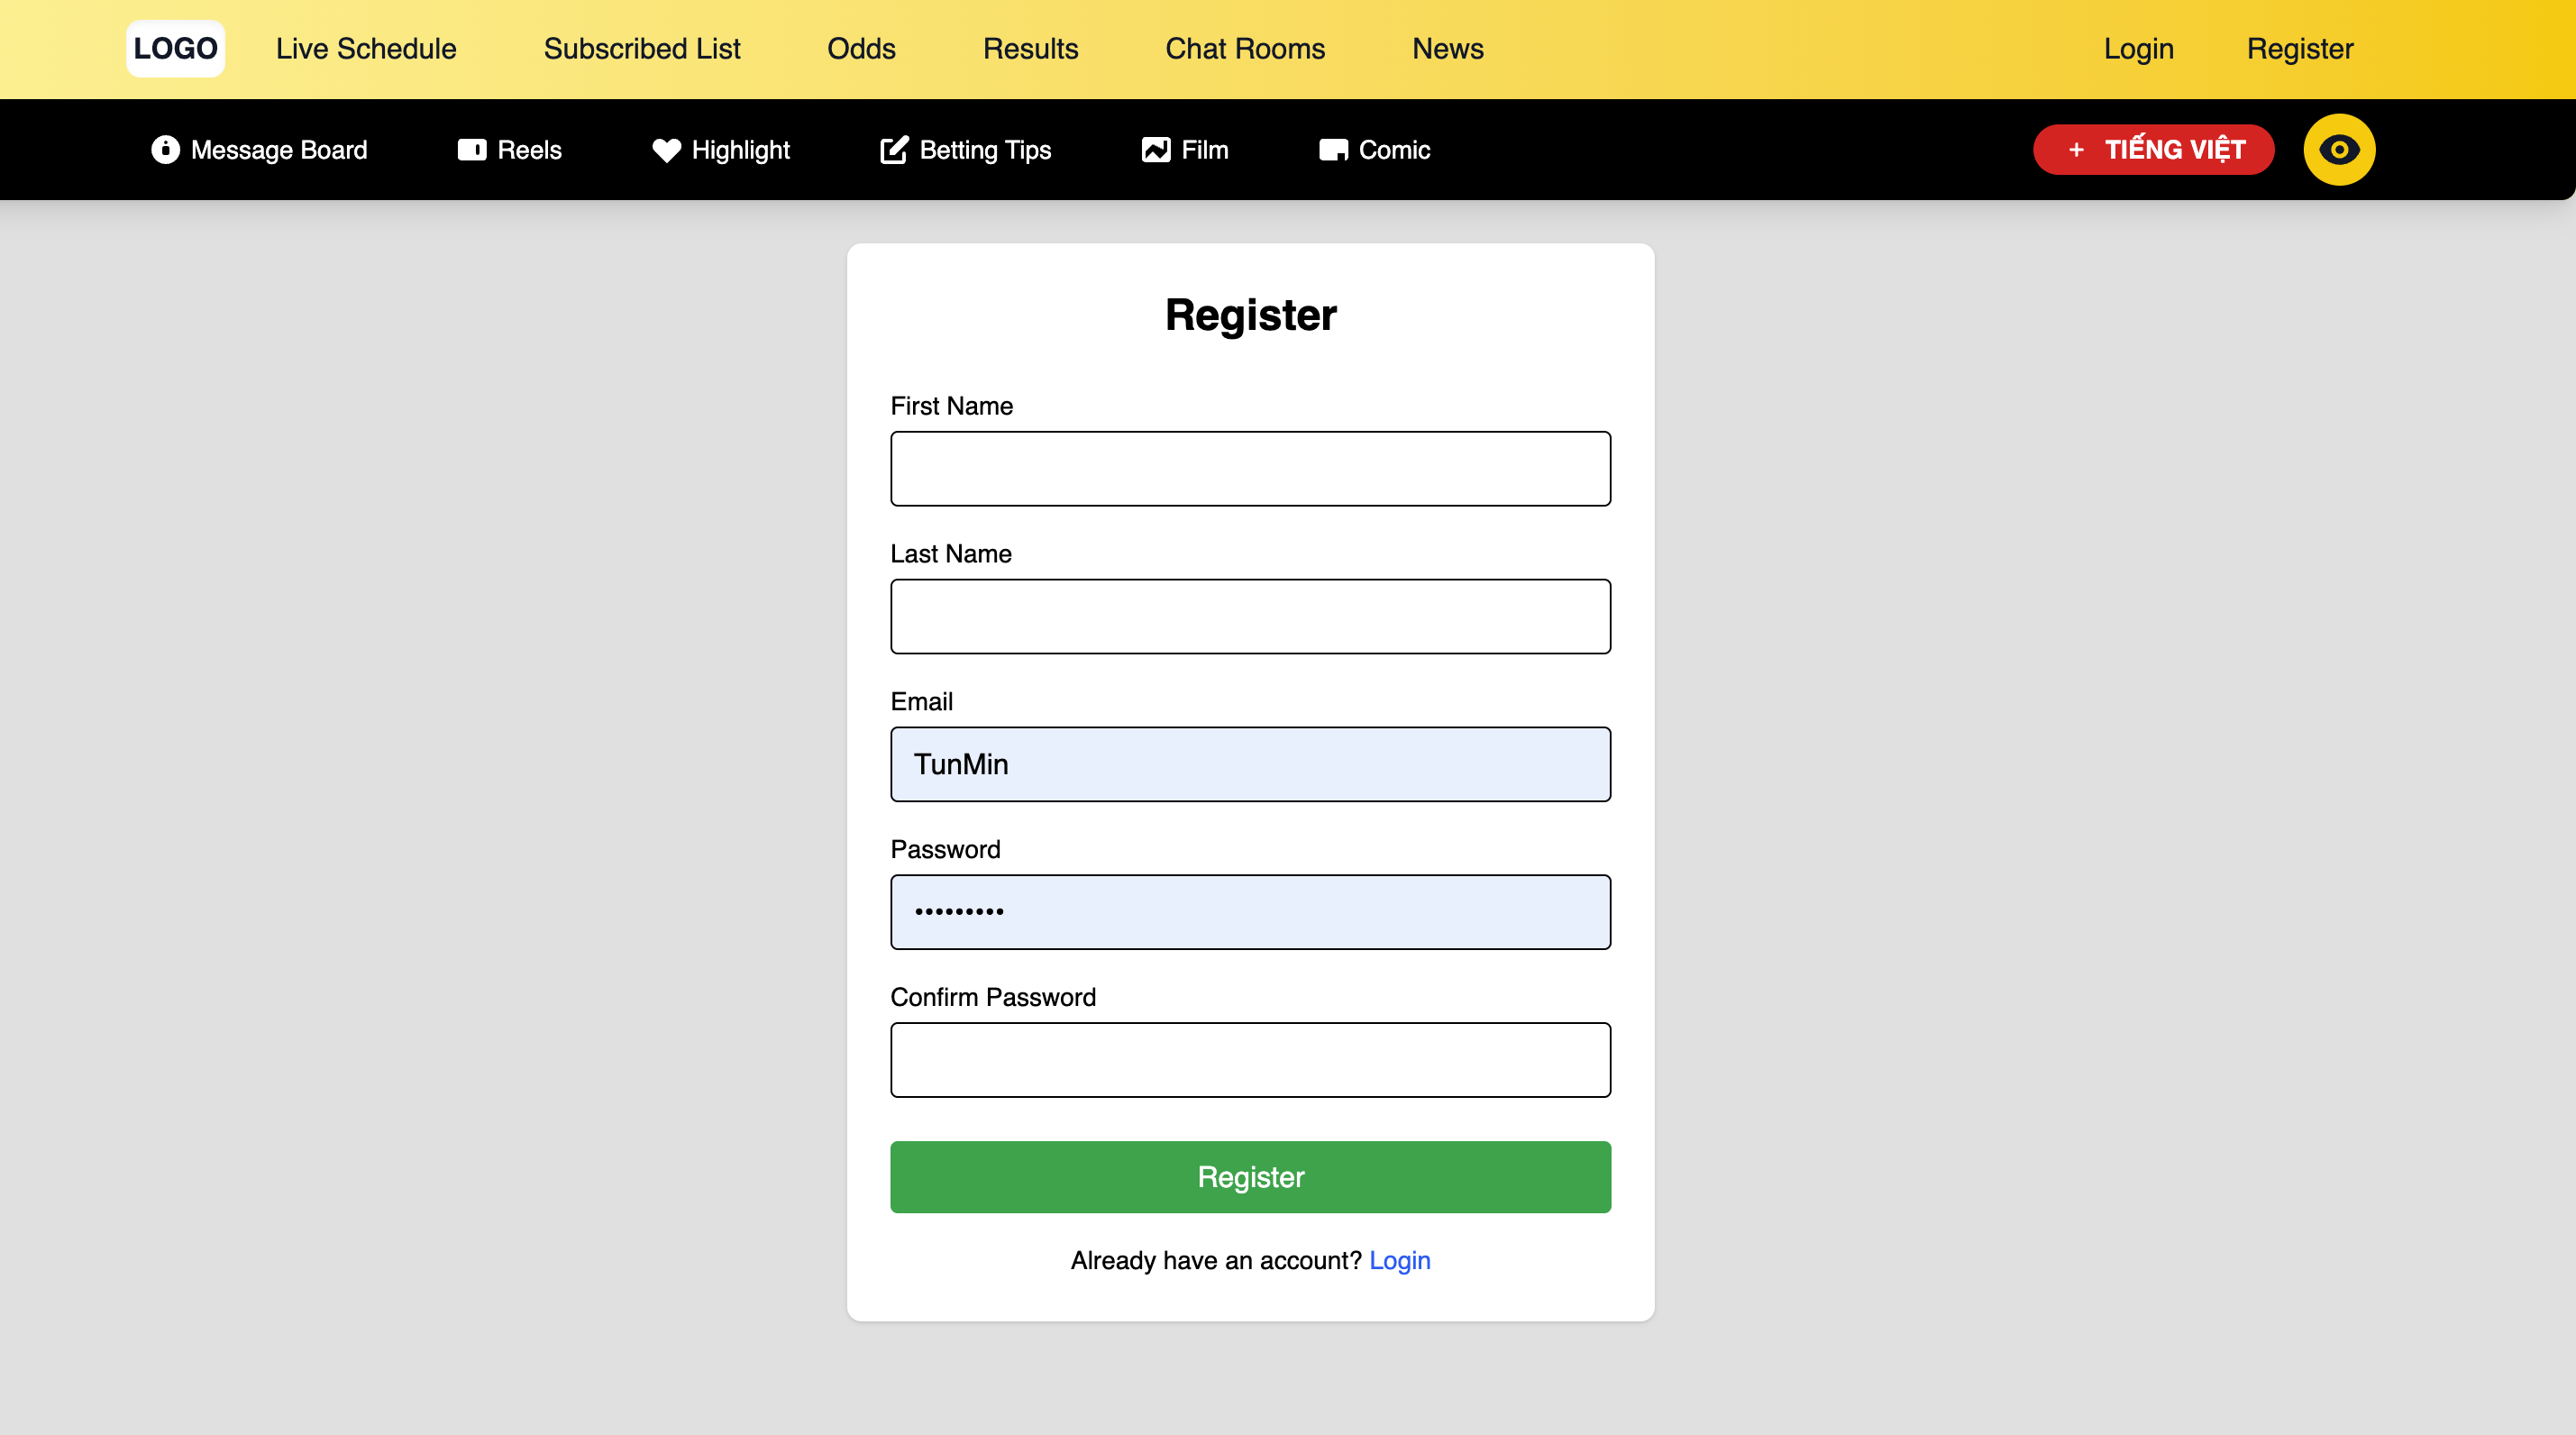 LOGO Live Schedule Subscribed List Odds Results Chat Rooms News Login Register
Message Board Reels Highlight Betting Tips Film Comic + TIẾNG VIỆT
Register
First Name
Last Name
Email
TunMin
Password
•••••••••
Confirm Password
Register
Already have an account? Login